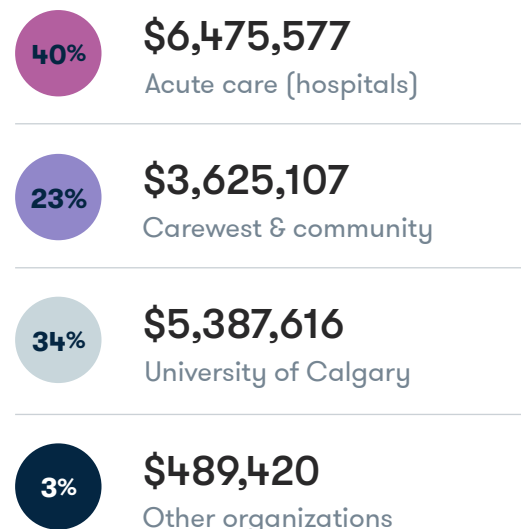 40%
$6,475,577
Acute care (hospitals)
23%
$3,625,107
Carewest & community
34%
$5,387,616
University of Calgary
3%
$489,420
Other organizations